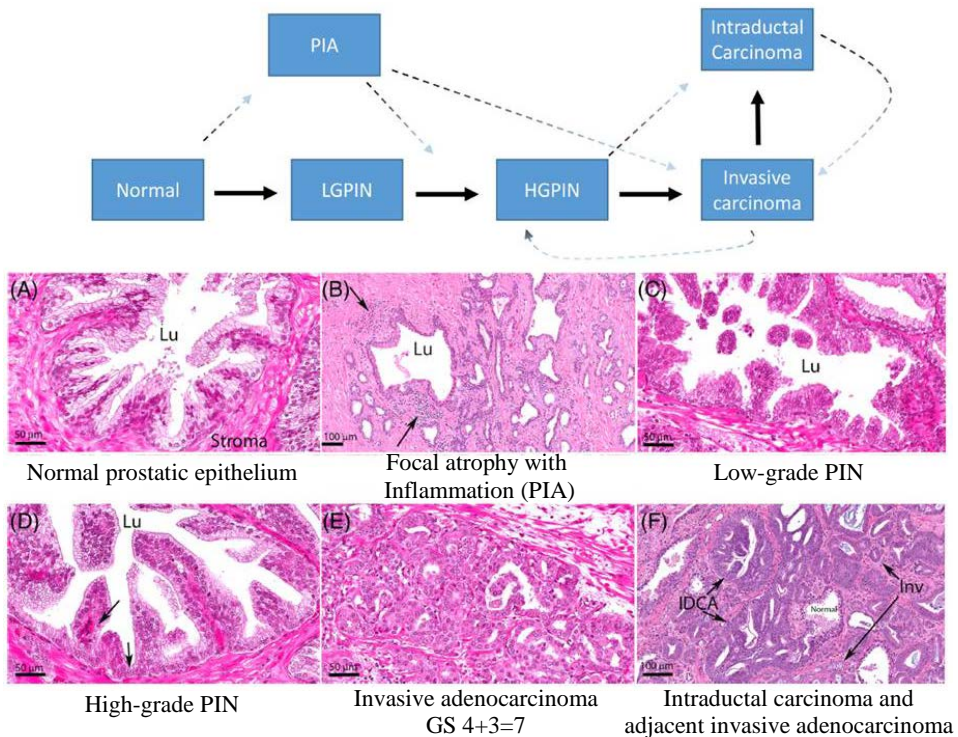 PIA
Intraductal
Carcinoma
Normal
LGPIN
HGPIN
Invasive
carcinoma
(A)
Lu
Stroma
50 µm
Normal prostatic epithelium
(B)
Lu
100 µm
Focal atrophy with
Inflammation (PIA)
(C)
Lu
50 µm
Low-grade PIN
(D)
Lu
50 µm
High-grade PIN
(E)
50 µm
Invasive adenocarcinoma
GS 4+3=7
(F)
IDCA
Normal
Inv
100 µm
Intraductal carcinoma and
adjacent invasive adenocarcinoma